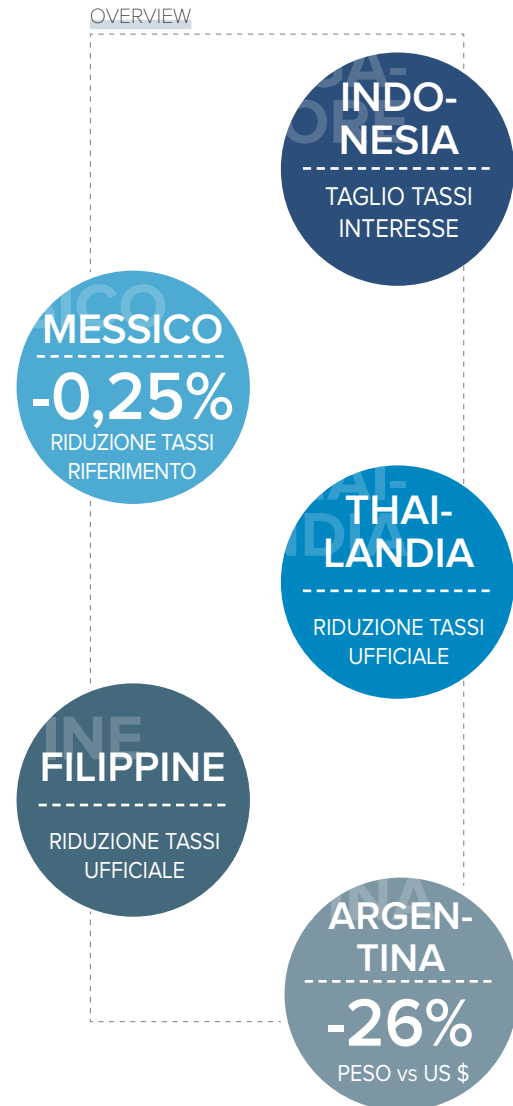 OVERVIEW
INDO-
NESIA
TAGLIO TASSI
INTERESSE
MESSICO
-0,25%
RIDUZIONE TASSI
RIFERIMENTO
THAI-
LANDIA
RIDUZIONE TASSI
UFFICIALE
FILIPPINE
RIDUZIONE TASSI
UFFICIALE
ARGEN-
TINA
-26%
PESO vs US $